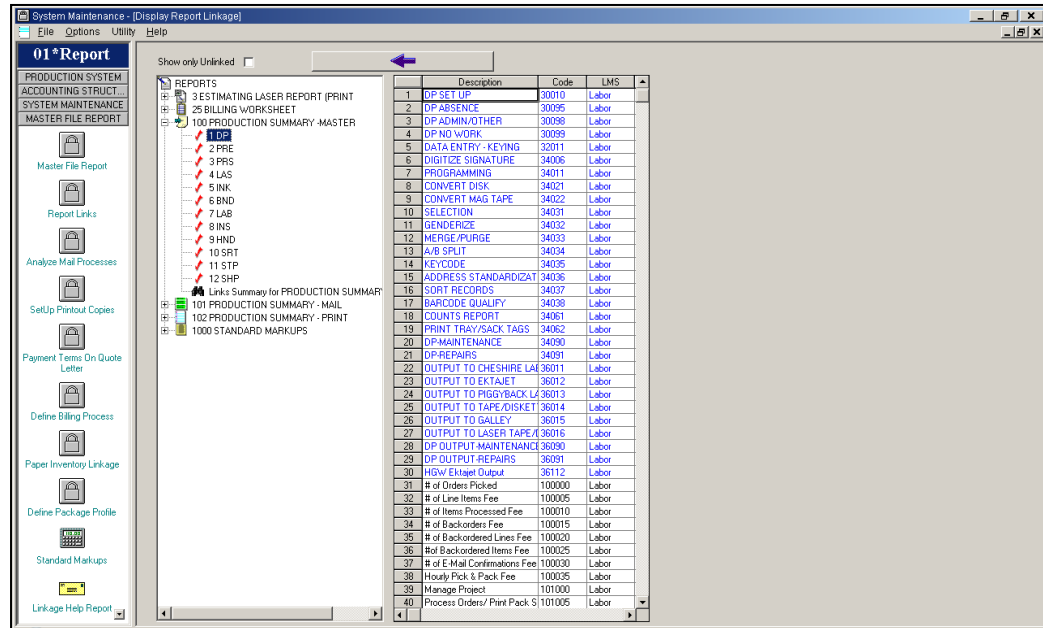 System Maintenance - [Display Report Linkage]
File Options Utility Help
01*Report
PRODUCTION SYSTEM
ACCOUNTING STRUCT...
SYSTEM MAINTENANCE
MASTER FILE REPORT
Master File Report
Report Links
Analyze Mail Processes
SetUp Printout Copies
Payment Terms On Quote
Letter
Define Billing Process
Paper Inventory Linkage
Define Package Profile
Standard Markups
Linkage Help Report
Show only Unlinked
REPORTS
3 ESTIMATING LASER REPORT (PRINT
25 BILLING WORKSHEET
100 PRODUCTION SUMMARY -MASTER
1 DP
2 PRE
3 PRS
4 LAS
5 INK
6 BND
7 LAB
8 INS
9 HND
10 SRT
11 STP
12 SHP
Links Summary for PRODUCTION SUMMAR
101 PRODUCTION SUMMARY - MAIL
102 PRODUCTION SUMMARY - PRINT
1000 STANDARD MARKUPS
Description Code LMS
1 DP SET UP 30010 Labor
2 DP ABSENCE 30095 Labor
3 DP ADMIN/OTHER 30098 Labor
4 DP NO WORK 30099 Labor
5 DATA ENTRY - KEYING 32011 Labor
6 DIGITIZE SIGNATURE 34006 Labor
7 PROGRAMMING 34011 Labor
8 CONVERT DISK 34021 Labor
9 CONVERT MAG TAPE 34022 Labor
10 SELECTION 34031 Labor
11 GENDERIZE 34032 Labor
12 MERGE/PURGE 34033 Labor
13 A/B SPLIT 34034 Labor
14 KEYCODE 34035 Labor
15 ADDRESS STANDARDIZAT 34036 Labor
16 SORT RECORDS 34037 Labor
17 BARCODE QUALIFY 34038 Labor
18 COUNTS REPORT 34061 Labor
19 PRINT TRAY/SACK TAGS 34062 Labor
20 DP-MAINTENANCE 34090 Labor
21 DP-REPAIRS 34091 Labor
22 OUTPUT TO CHESHIRE LAB 36011 Labor
23 OUTPUT TO EKTAJET 36012 Labor
24 OUTPUT TO PIGGYBACK LA 36013 Labor
25 OUTPUT TO TAPE/DISKET 36014 Labor
26 OUTPUT TO GALLEY 36015 Labor
27 OUTPUT TO LASER TAPE/ 36016 Labor
28 DP OUTPUT-MAINTENANCE 36090 Labor
29 DP OUTPUT-REPAIRS 36091 Labor
30 HGW Ektajet Output 36112 Labor
31 # of Orders Picked 100000 Labor
32 # of Line Items Fee 100005 Labor
33 # of Items Processed Fee 100010 Labor
34 # of Backorders Fee 100015 Labor
35 # of Backordered Lines Fee 100020 Labor
36 #of Backordered Items Fee 100025 Labor
37 # of E-Mail Confirmations Fee 100030 Labor
38 Hourly Pick & Pack Fee 100035 Labor
39 Manage Project 101000 Labor
40 Process Orders/ Print Pack S 101005 Labor